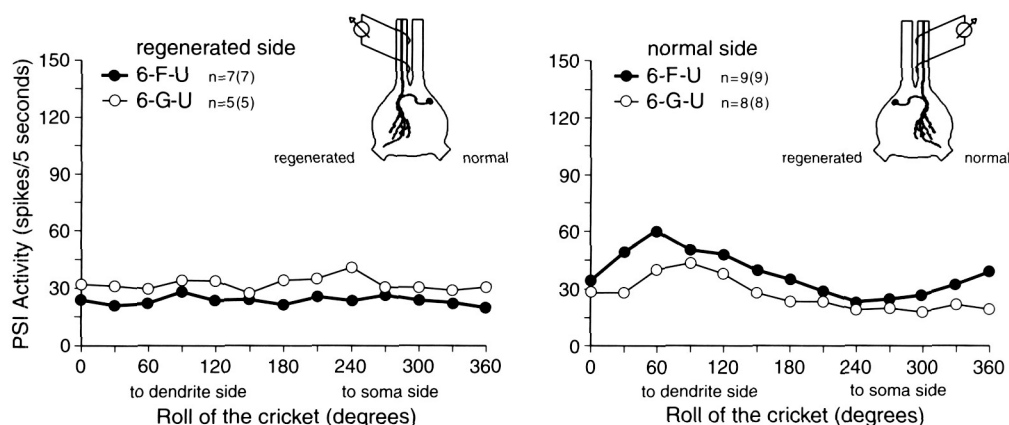 PSI Activity (spikes/5 seconds)
150
120
90
60
30
0
regenerated side
6-F-U n=7(7)
6-G-U n=5(5)
regenerated normal
0 60 120 180 240 300 360
to dendrite side to soma side
Roll of the cricket (degrees)
150
120
90
60
30
0
normal side
6-F-U n=9(9)
6-G-U n=8(8)
regenerated normal
0 60 120 180 240 300 360
to dendrite side to soma side
Roll of the cricket (degrees)